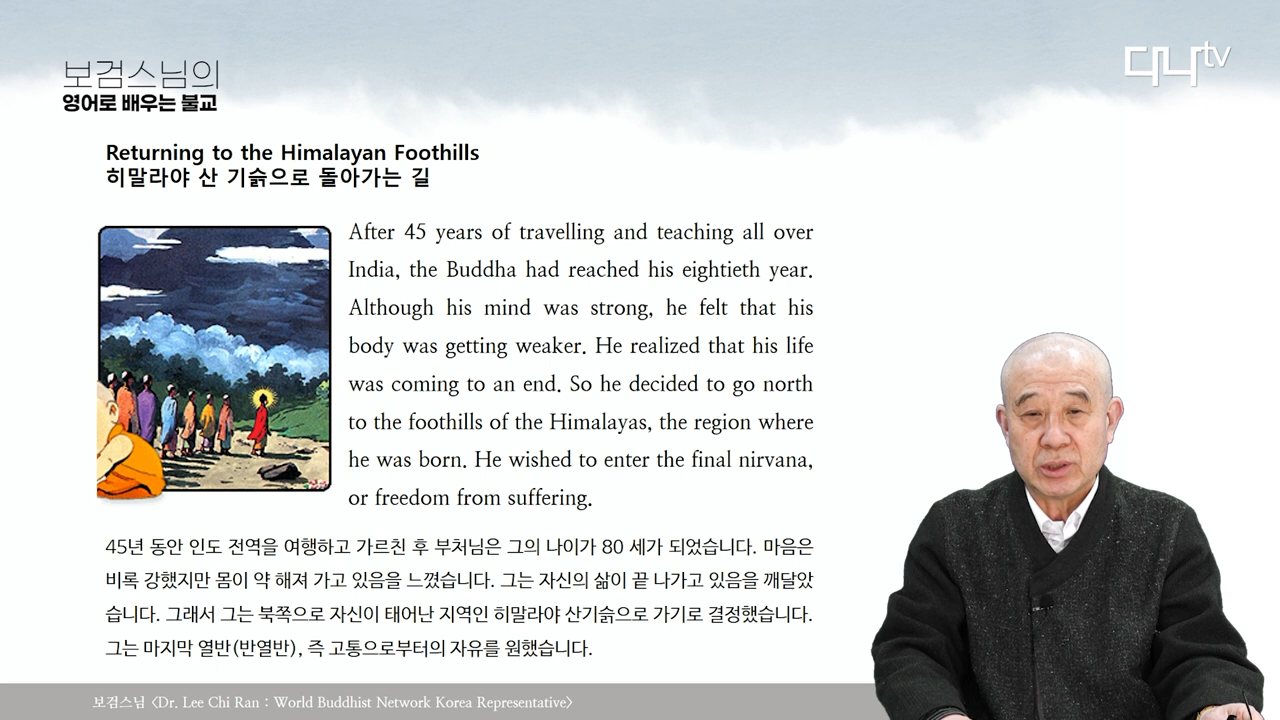 보검스님의
영어로 배우는 불교
디나tv
Returning to the Himalayan Foothills
히말라야 산 기슭으로 돌아가는 길
After 45 years of travelling and teaching all over
India, the Buddha had reached his eightieth year.
Although his mind was strong, he felt that his
body was getting weaker. He realized that his life
was coming to an end. So he decided to go north
to the foothills of the Himalayas, the region where
he was born. He wished to enter the final nirvana,
or freedom from suffering.
45년 동안 인도 전역을 여행하고 가르친 후 부처님은 그의 나이가 80 세가 되었습니다. 마음은
비록 강했지만 몸이 약 해져 가고 있음을 느꼈습니다. 그는 자신의 삶이 끝 나가고 있음을 깨달았
습니다. 그래서 그는 북쪽으로 자신이 태어난 지역인 히말라야 산기슭으로 가기로 결정했습니다.
그는 마지막 열반(반열반), 즉 고통으로부터의 자유를 원했습니다.
보검스님 <Dr. Lee Chi Ran : World Buddhist Network Korea Representative>